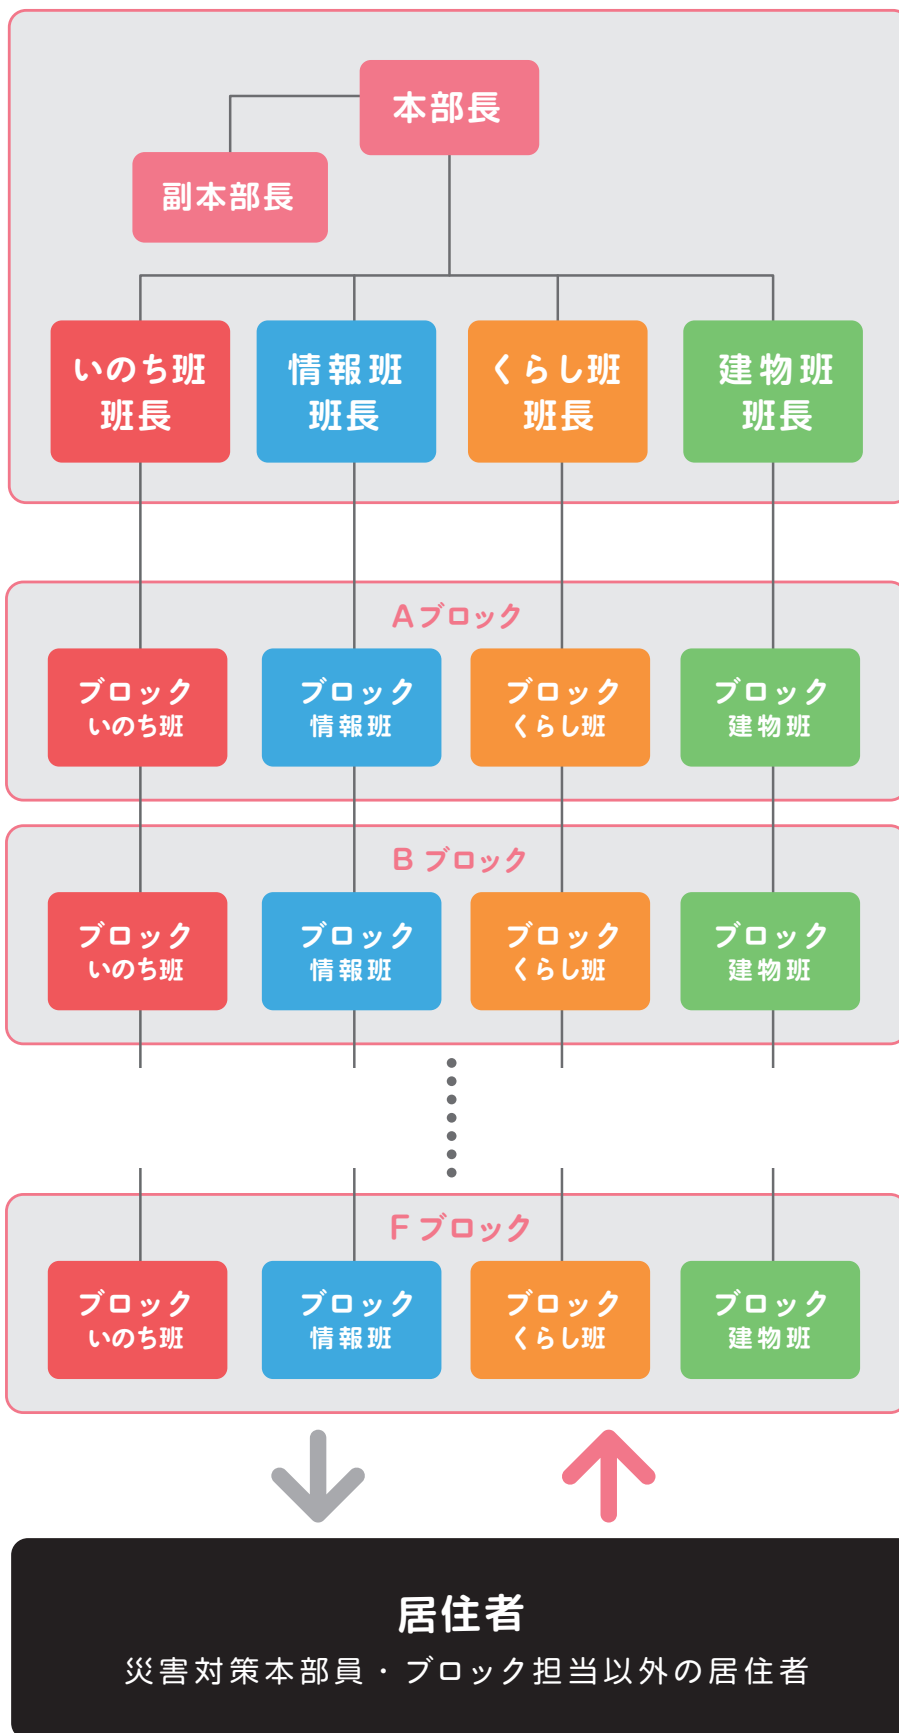 本部長
副本部長
いのち班
班長
情報班
班長
くらし班
班長
建物班
班長
Aブロック
ブロック
いのち班
ブロック
情報班
ブロック
くらし班
ブロック
建物班
B ブロック
ブロック
いのち班
ブロック
情報班
ブロック
くらし班
ブロック
建物班
F ブロック
ブロック
いのち班
ブロック
情報班
ブロック
くらし班
ブロック
建物班
居住者
災害対策本部員・ブロック担当以外の居住者